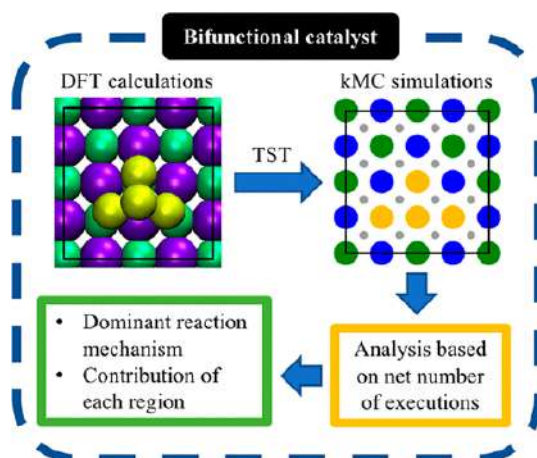 Bifunctional catalyst
DFT calculations
kMC simulations
TST
• Dominant reaction
mechanism
• Contribution of
each region
Analysis based
on net number
of executions